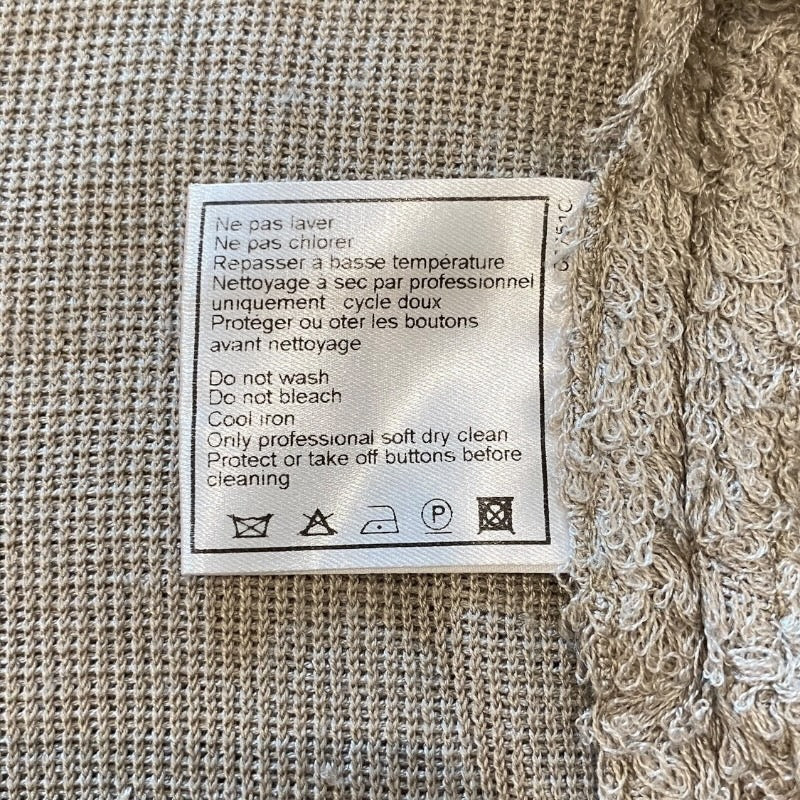 Ne pas laver
Ne pas chlorer
Repasser a basse température
Nettoyage a sec par professionnel
uniquement cycle doux
Protéger ou oter les boutons
avant nettoyage
Do not wash
Do not bleach
Cool iron
Only professional soft dry clean
Protect or take off buttons before
cleaning
P